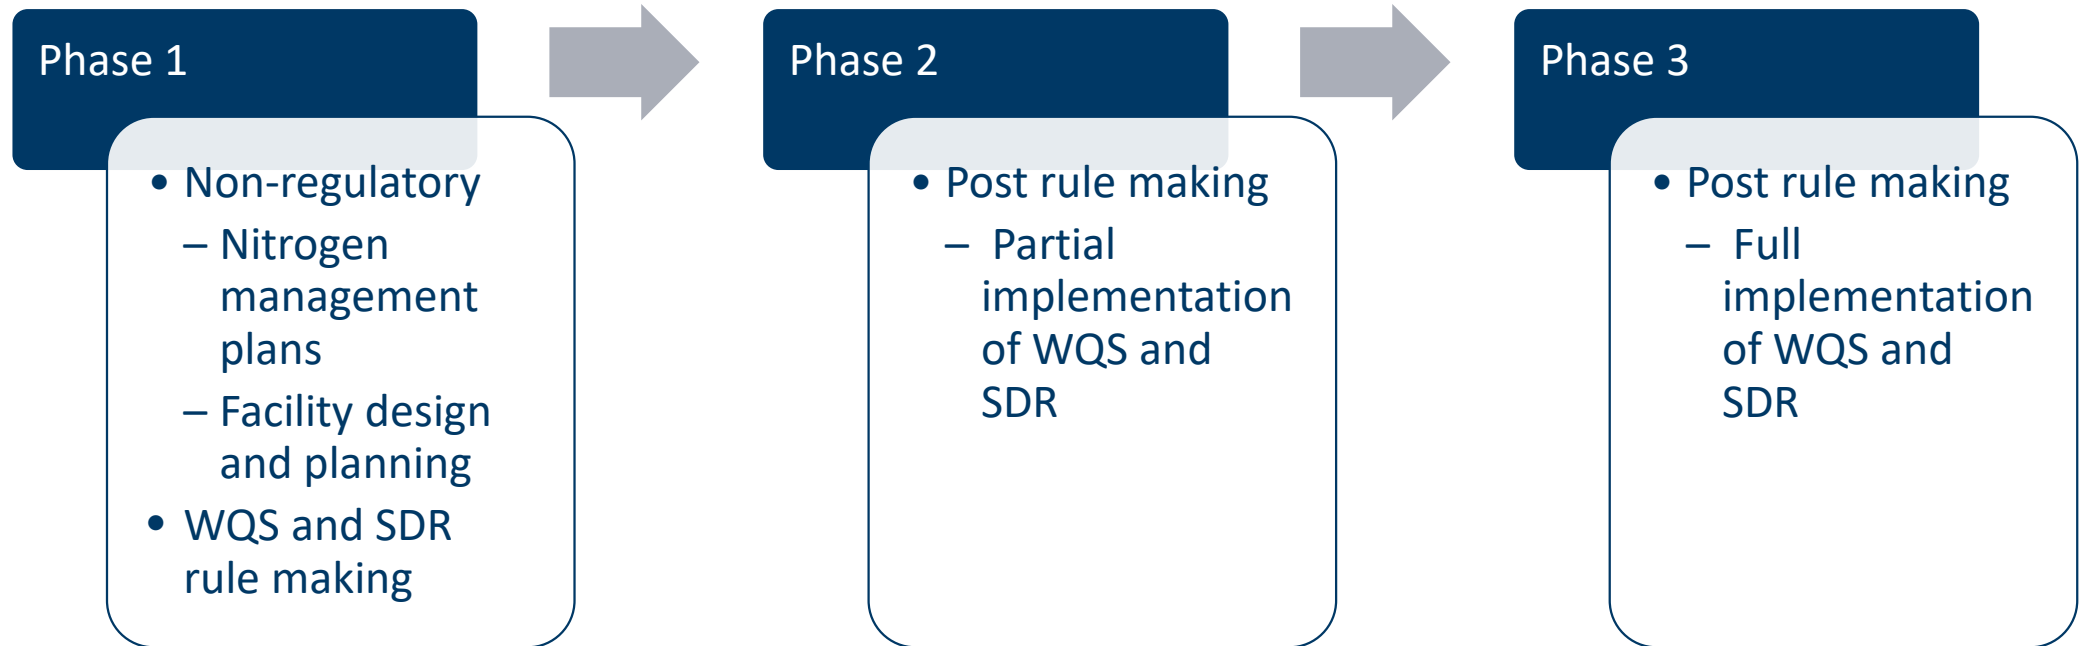 Phase 1
• Non-regulatory
– Nitrogen
management
plans
– Facility design
and planning
• WQS and SDR
rule making
Phase 2
• Post rule making
– Partial
implementation
of WQS and
SDR
Phase 3
• Post rule making
– Full
implementation
of WQS and
SDR